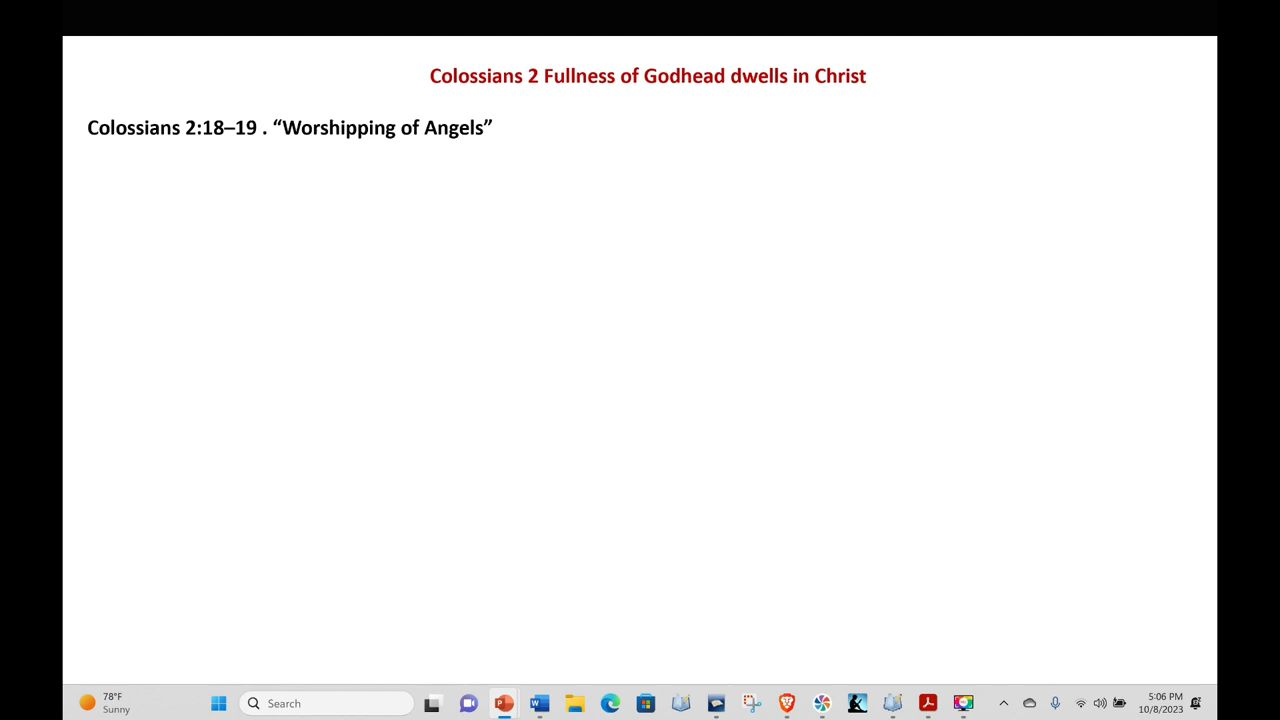 Colossians 2 Fullness of Godhead dwells in Christ
Colossians 2:18–19 . “Worshipping of Angels”
78°F
Sunny
Search
5:06 PM
10/8/2023